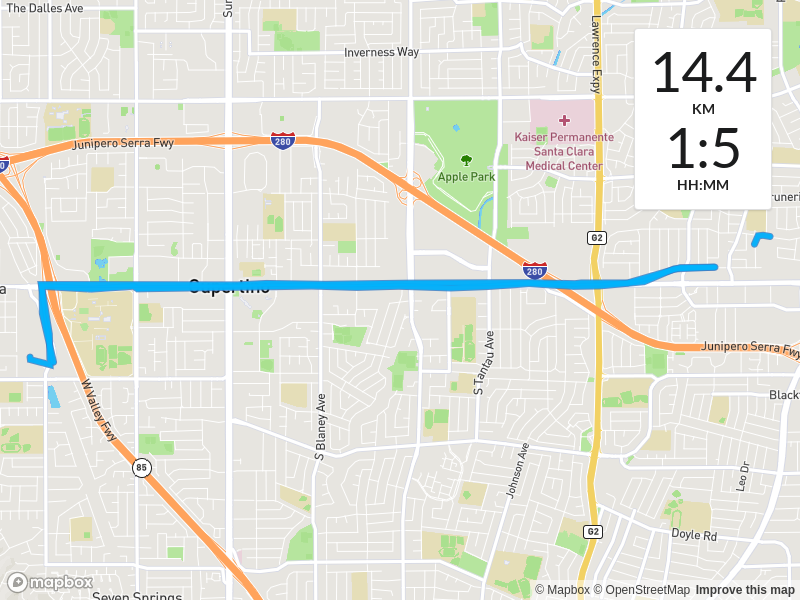 The Dalles Ave
Inverness Way
Lawrence Expy
14.4
KM
1:5
HH:MM
Junipero Serra Fwy
280
Kaiser Permanente
Santa Clara
Medical Center
Apple Park
G2
280
Cupertino
Junipero Serra Fwy
S Tantau Ave
W Valley Fwy
S Blaney Ave
85
Johnson Ave
Leo Dr
G2
Doyle Rd
Seven Springs
mapbox
© Mapbox © OpenStreetMap Improve this map